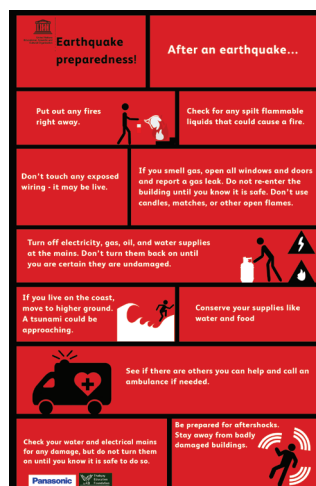 Earthquake
preparedness!
After an earthquake...
Put out any fires
right away.
Check for any spilt flammable
liquids that could cause a fire.
Don't touch any exposed
wiring - it may be live.
If you smell gas, open all windows and doors
and report a gas leak. Do not re-enter the
building until you know it is safe. Don't use
candles, matches, or other open flames.
Turn off electricity, gas, oil, and water supplies
at the mains. Don't turn them back on until
you are certain they are undamaged.
If you live on the coast,
move to higher ground.
A tsunami could be
approaching.
Conserve your supplies like
water and food
See if there are others you can help and call an
ambulance if needed.
Check your water and electrical mains
for any damage, but do not turn them
on until you know it is safe to do so.
Be prepared for aftershocks.
Stay away from badly
damaged buildings.
Panasonic